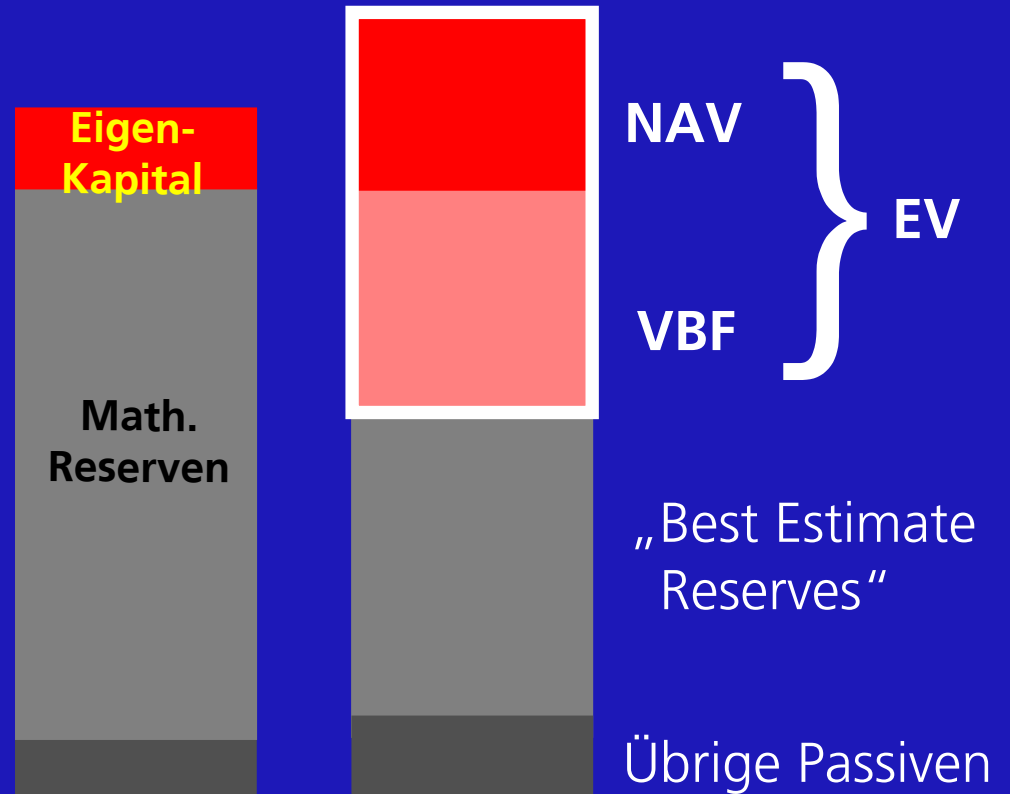 Eigen-
Kapital
Math.
Reserven
NAV
EV
VBF
„Best Estimate
Reserves“
Übrige Passiven